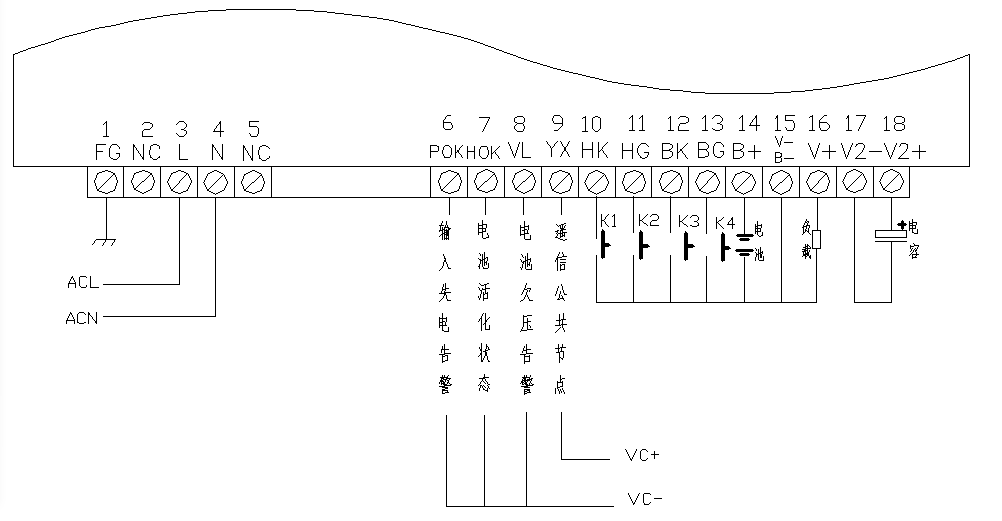 1 2 3 4 5 6 7 8 9 10 11 12 13 14 15 16 17 18
FG NC L N NC POK HOK VL YX HK HG BK BG B+ V- B- V+ V2- V2+
K1 K2 K3 K4
输入失电告警
电池活化状态
电池欠压告警
遥信公共节点
电池
负载
+
电容
ACL
ACN
VC+
VC-